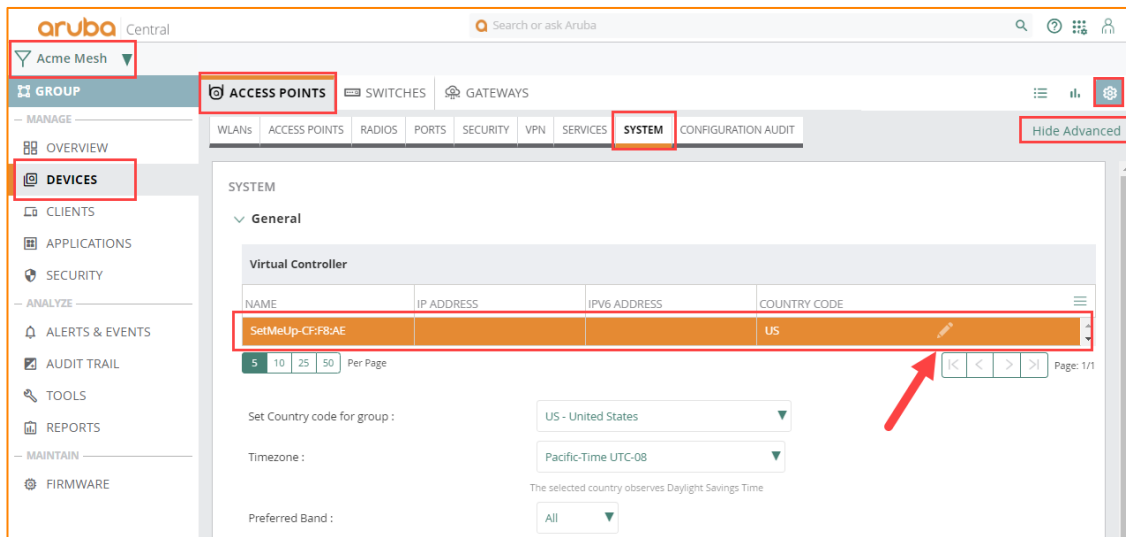 aruba Central
Search or ask Aruba
Acme Mesh
GROUP
ACCESS POINTS SWITCHES GATEWAYS
MANAGE
WLANs ACCESS POINTS RADIOS PORTS SECURITY VPN SERVICES SYSTEM CONFIGURATION AUDIT Hide Advanced
OVERVIEW
DEVICES
CLIENTS
APPLICATIONS
SECURITY
ANALYZE
ALERTS & EVENTS
AUDIT TRAIL
TOOLS
REPORTS
MAINTAIN
FIRMWARE
SYSTEM
General
Virtual Controller
NAME IP ADDRESS IPV6 ADDRESS COUNTRY CODE
SetMeUp-CF:F8:AE US
5 10 25 50 Per Page Page: 1/1
Set Country code for group : US - United States
Timezone : Pacific-Time UTC-08
The selected country observes Daylight Savings Time
Preferred Band : All